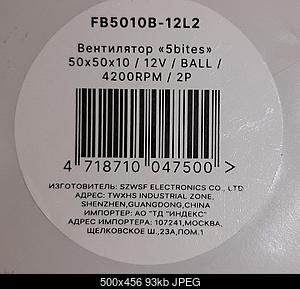 FB5010B-12L2
Вентилятор «5bites»
50x50x10 / 12V / BALL /
4200RPM / 2P
4 718710 047500 >
ИЗГОТОВИТЕЛЬ: SZWSF ELECTRONICS CO., LTD
АДРЕС: TWXHS INDUSTRIAL ZONE,
SHENZHEN,GUANGDONG,CHINA
ИМПОРТЕР: АО "ТД "ИНДЕКС"
АДРЕС ИМПОРТЕРА: 107241,МОСКВА,
ЩЕЛКОВСКОЕ Ш.,23А,ПОМ.1
500x456 93kb JPEG